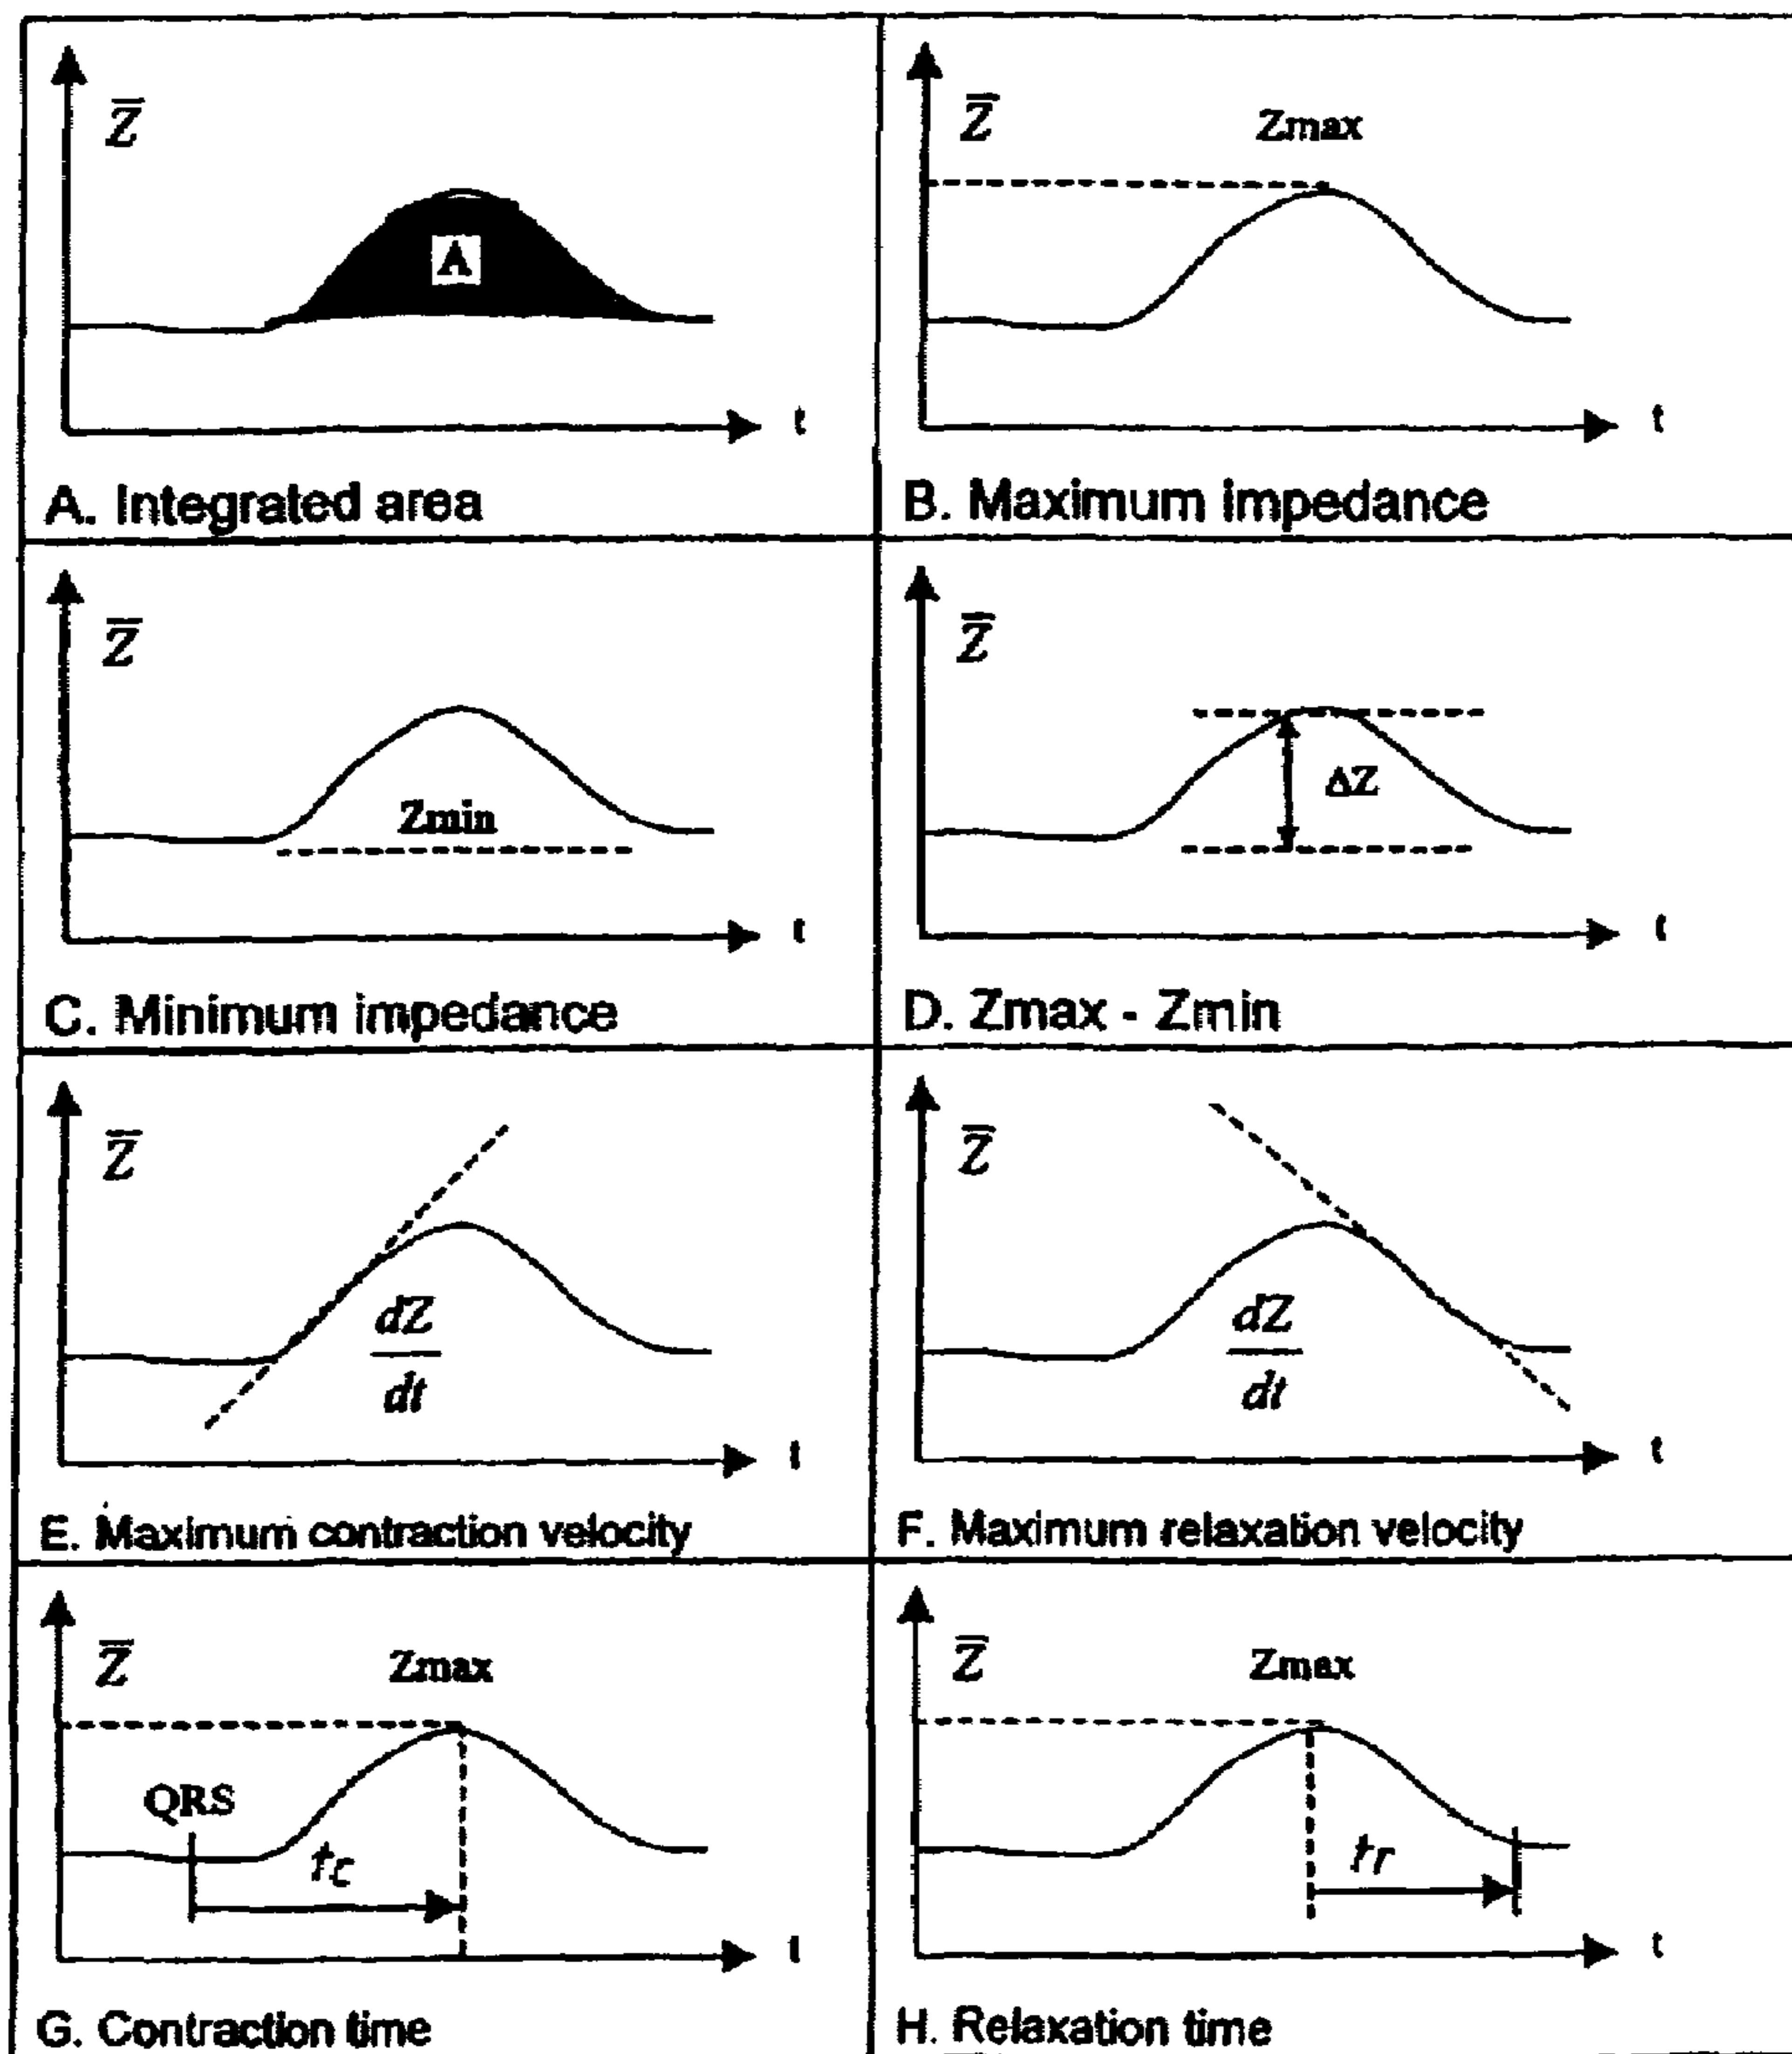 Z̅
A
t
A. Integrated area
Z̅
Zmax
t
B. Maximum impedance
Z̅
Zmin
t
C. Minimum impedance
Z̅
ΔZ
t
D. Zmax - Zmin
Z̅
dZ
dt
t
E. Maximum contraction velocity
Z̅
dZ
dt
t
F. Maximum relaxation velocity
Z̅
Zmax
QRS
tc
t
G. Contraction time
Z̅
Zmax
tr
t
H. Relaxation time